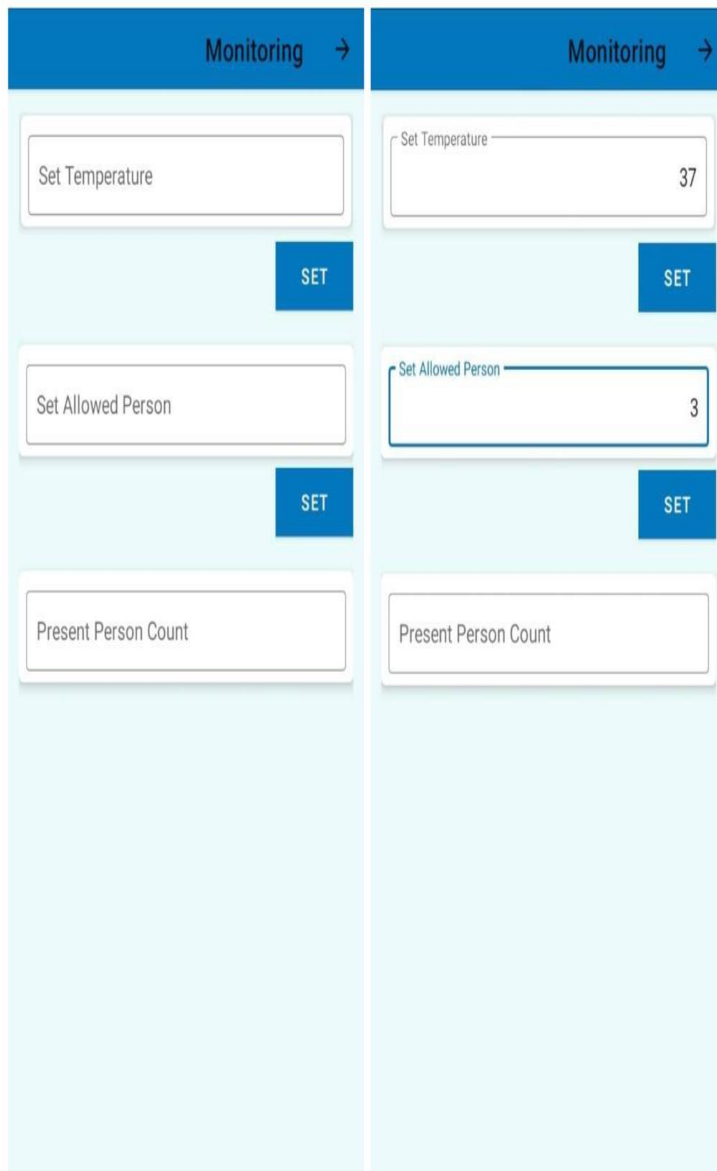 Monitoring →
Set Temperature
SET
Set Allowed Person
SET
Present Person Count
Monitoring →
Set Temperature
37
SET
Set Allowed Person
3
SET
Present Person Count